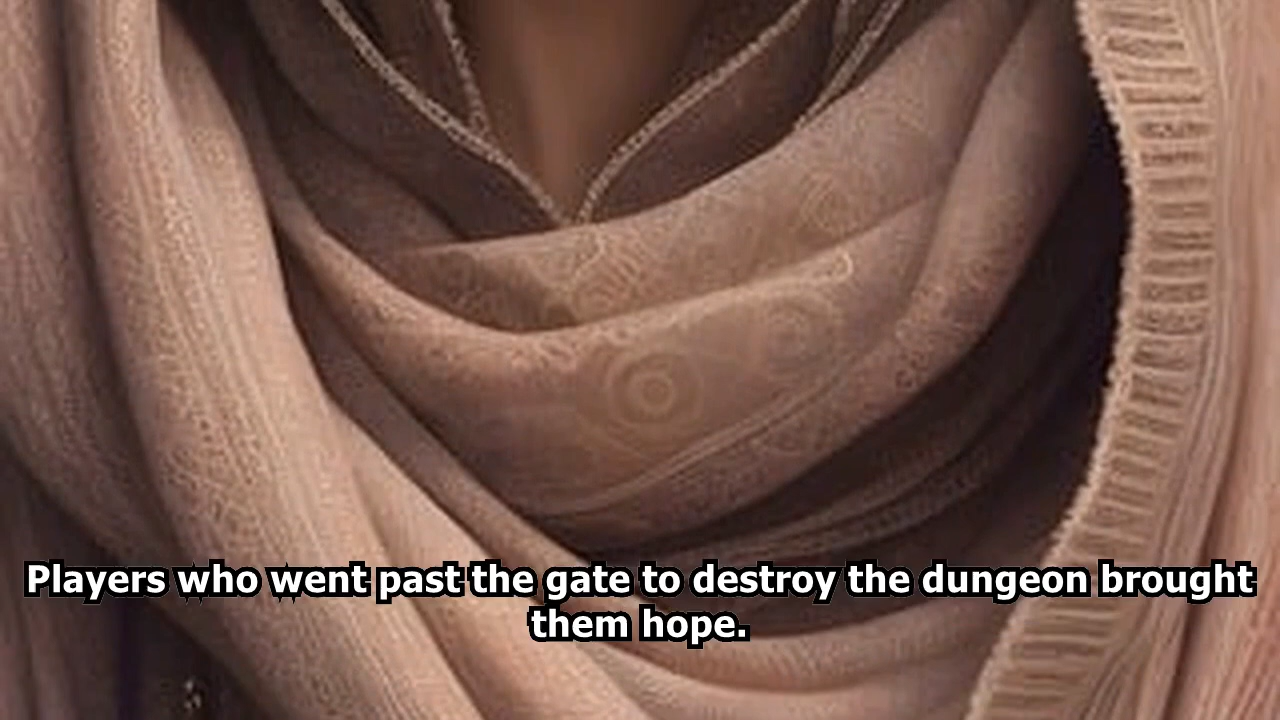 Players who went past the gate to destroy the dungeon brought
them hope.